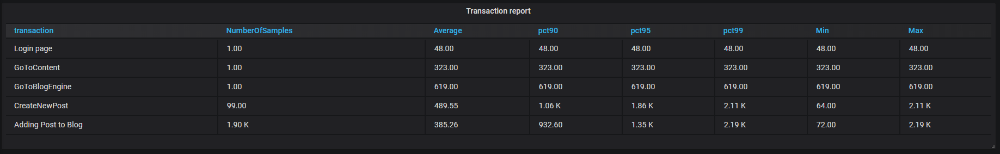 Transaction report
transaction NumberOfSamples Average pct90 pct95 pct99 Min Max
Login page 1.00 48.00 48.00 48.00 48.00 48.00 48.00
GoToContent 1.00 323.00 323.00 323.00 323.00 323.00 323.00
GoToBlogEngine 1.00 619.00 619.00 619.00 619.00 619.00 619.00
CreateNewPost 99.00 489.55 1.06 K 1.86 K 2.11 K 64.00 2.11 K
Adding Post to Blog 1.90 K 385.26 932.60 1.35 K 2.19 K 72.00 2.19 K